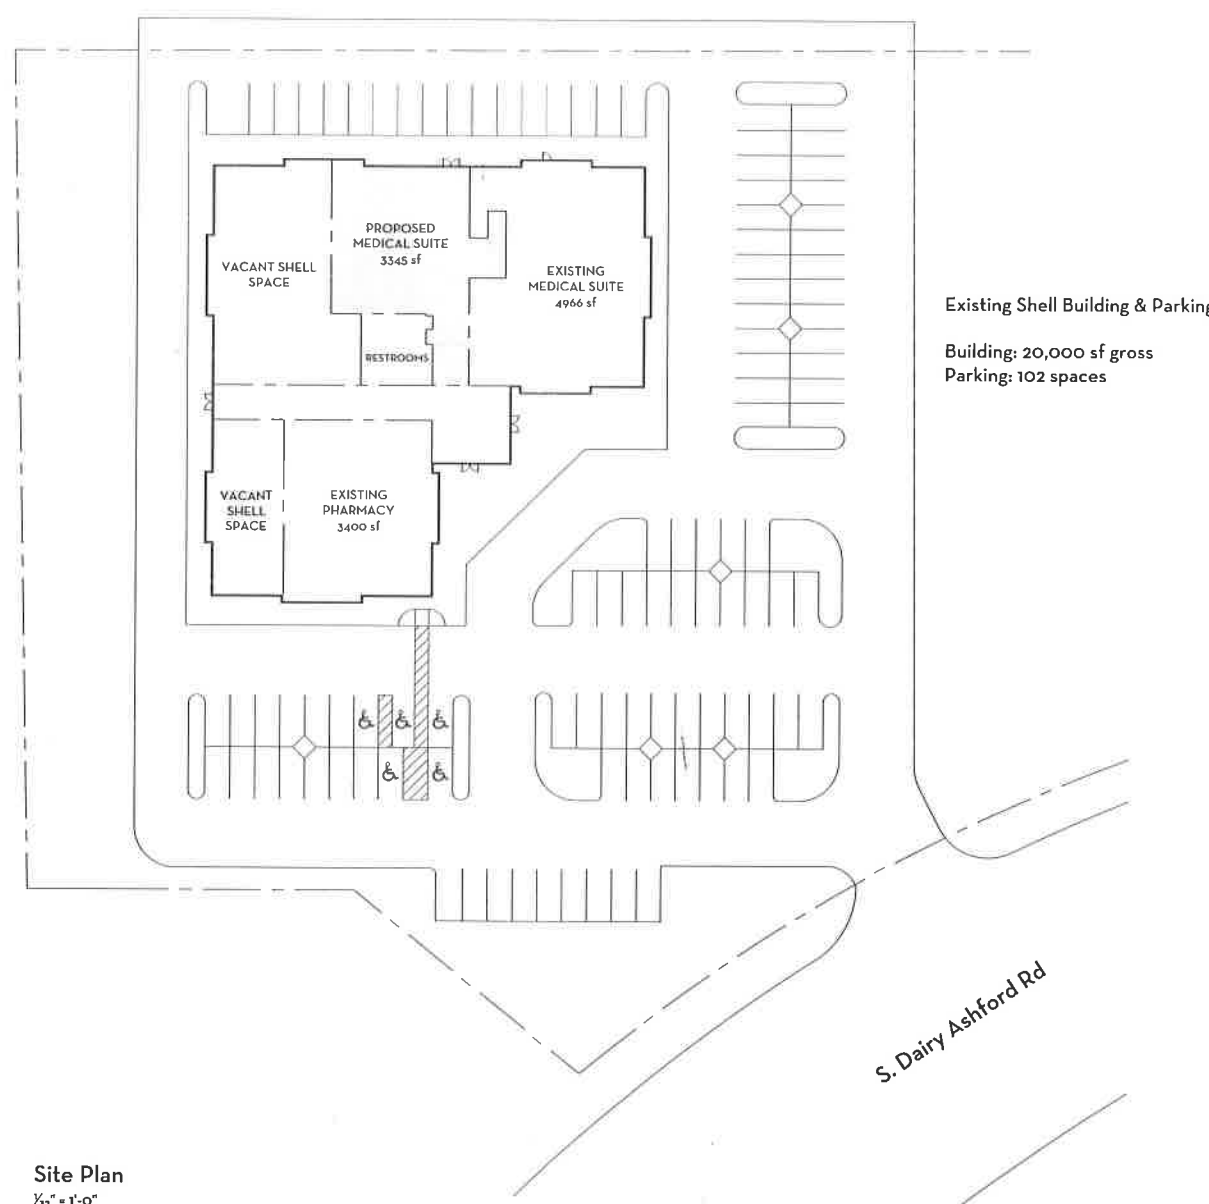 PROPOSED
MEDICAL SUITE
3345 sf
VACANT SHELL
SPACE
EXISTING
MEDICAL SUITE
4966 sf
RESTROOMS
Existing Shell Building & Parking
Building: 20,000 sf gross
Parking: 102 spaces
VACANT
SHELL
SPACE
EXISTING
PHARMACY
3400 sf
S. Dairy Ashford Rd
Site Plan